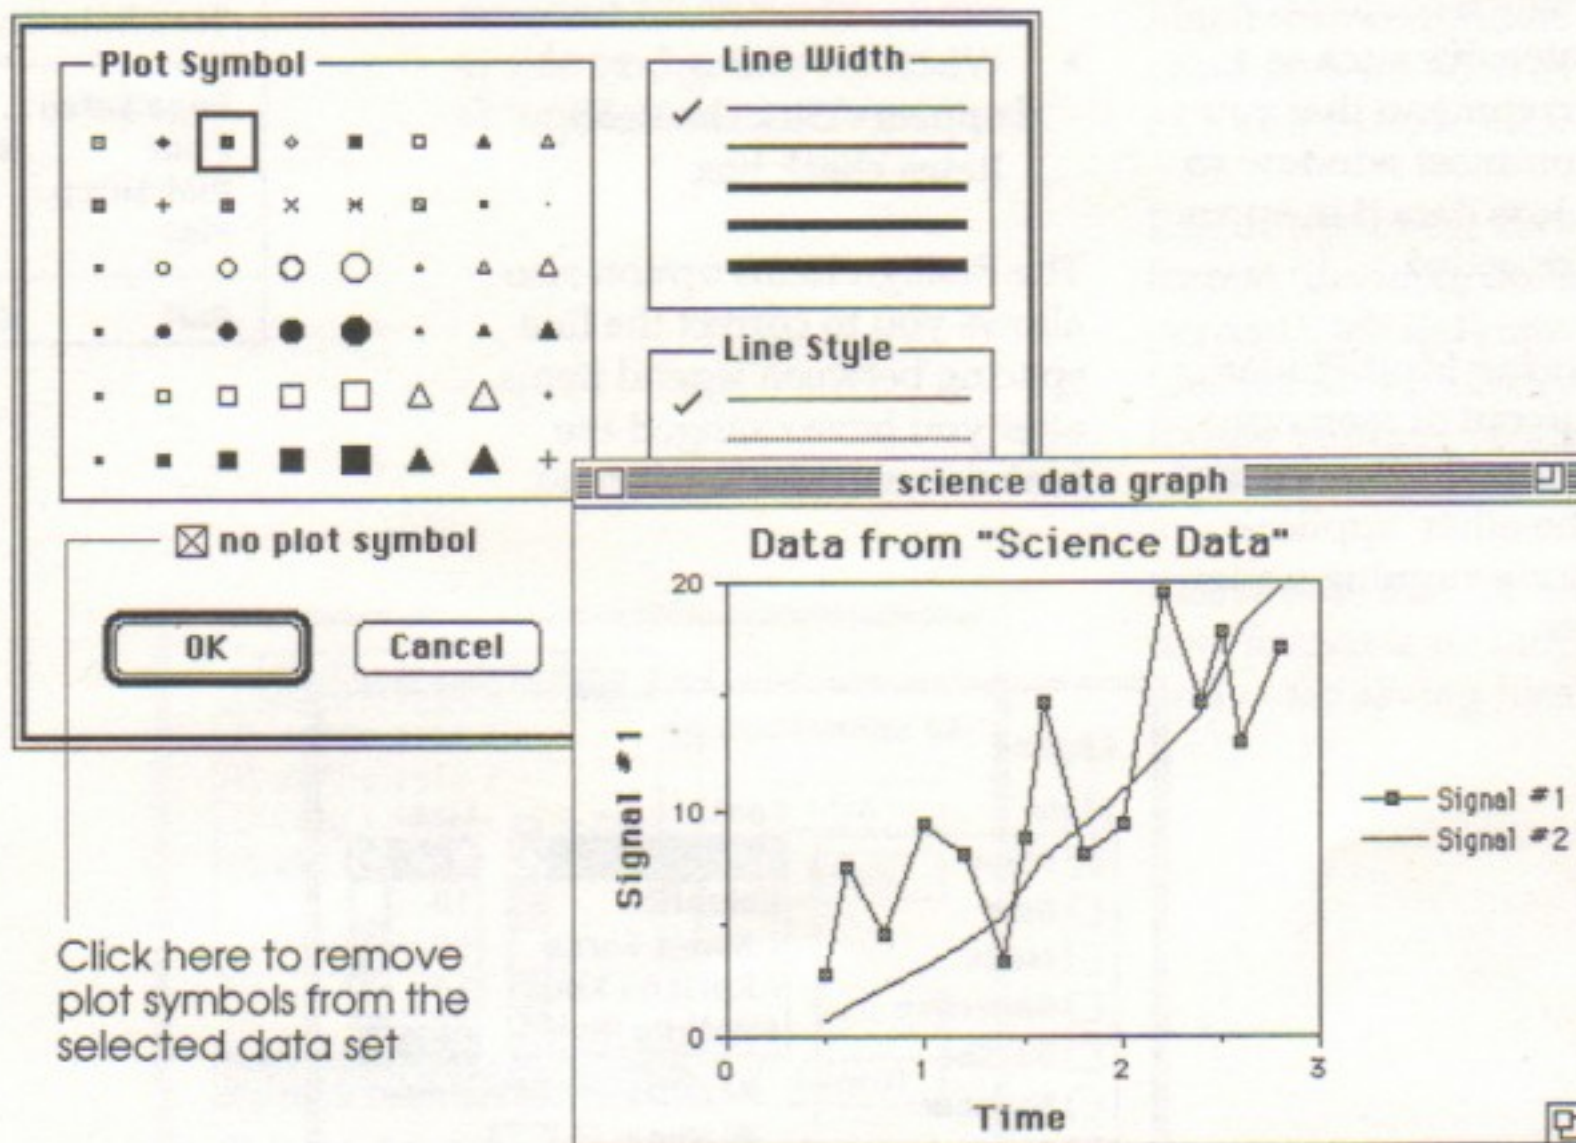 Plot Symbol
Line Width
Line Style
no plot symbol
OK
Cancel
Click here to remove
plot symbols from the
selected data set
science data graph
Data from "Science Data"
20
10
0
Signal #1
0
1
2
3
Time
Signal #1
Signal #2